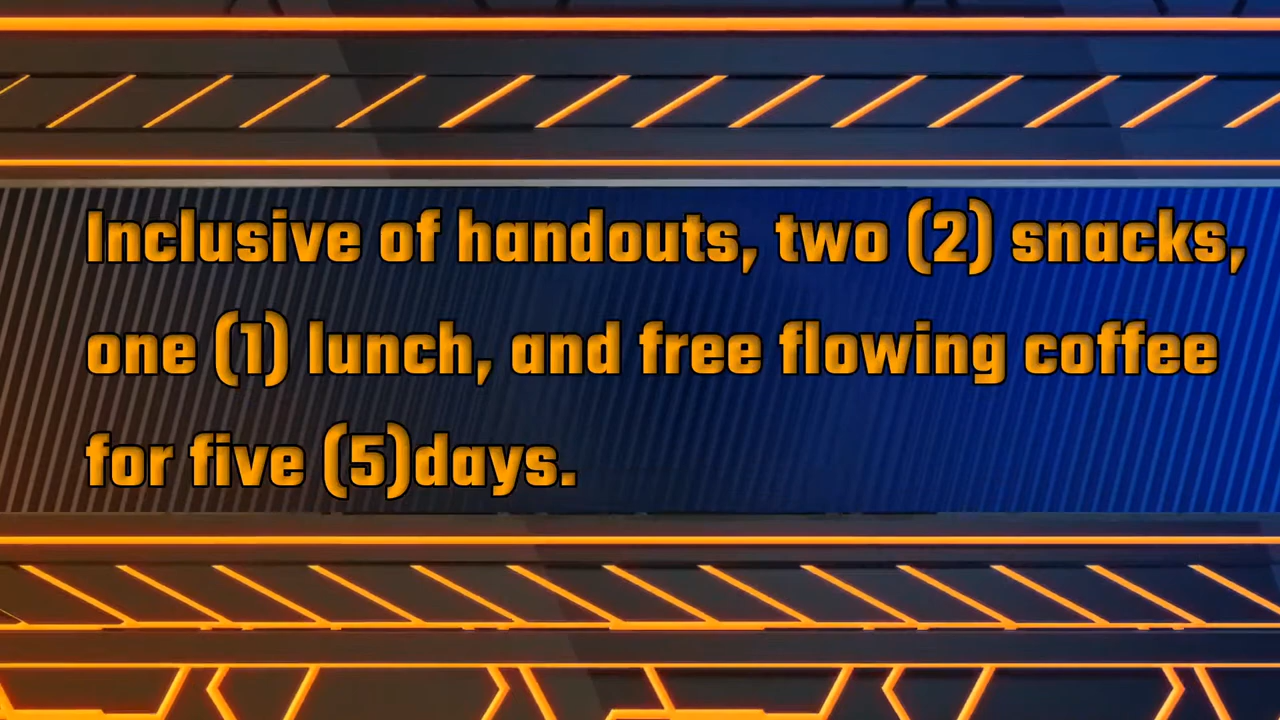 Inclusive of handouts, two (2) snacks,
one (1) lunch, and free flowing coffee
for five (5)days.